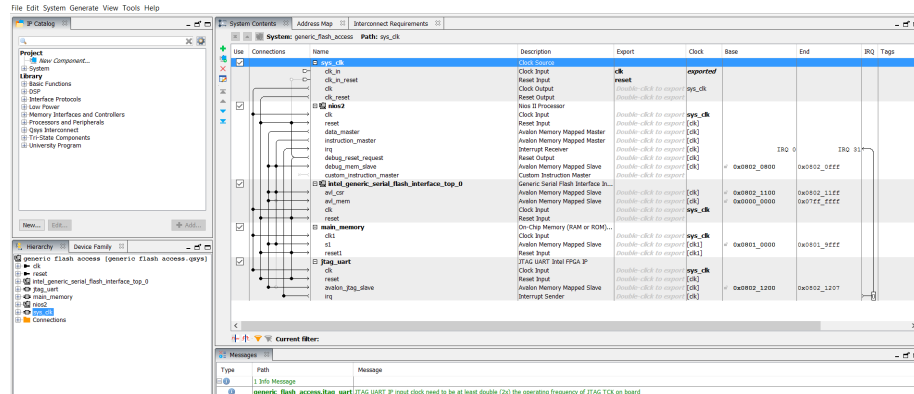 File Edit System Generate View Tools Help
IP Catalog
Project
New Component...
System
Library
Basic Functions
DSP
Interface Protocols
Low Power
Memory Interfaces and Controllers
Processors and Peripherals
Qsys Interconnect
Tri-State Components
University Program
New... Edit... Add...
Hierarchy Device Family
generic flash access [generic flash access.qsys]
clk
reset
intel_generic_serial_flash_interface_top_0
jtag_uart
main_memory
nios2
sys_clk
Connections
System Contents Address Map Interconnect Requirements
System: generic_flash_access Path: sys_clk
Use Connections Name Description Export Clock Base End IRQ Tags
sys_clk Clock Source
clk_in Clock Input clk exported
clk_in_reset Reset Input reset
clk Clock Output Double-click to export sys_clk
clk_reset Reset Output Double-click to export
nios2 Nios II Processor
clk Clock Input Double-click to export sys_clk
reset Reset Input Double-click to export [clk]
data_master Avalon Memory Mapped Master Double-click to export [clk]
instruction_master Avalon Memory Mapped Master Double-click to export [clk]
irq Interrupt Receiver Double-click to export [clk] IRQ 0 IRQ 31
debug_reset_request Reset Output Double-click to export [clk]
debug_mem_slave Avalon Memory Mapped Slave Double-click to export [clk] 0x0802_0800 0x0802_0fff
custom_instruction_master Custom Instruction Master Double-click to export
intel_generic_serial_flash_interface_top_0 Generic Serial Flash Interface In...
avl_csr Avalon Memory Mapped Slave Double-click to export [clk] 0x0802_1100 0x0802_11ff
avl_mem Avalon Memory Mapped Slave Double-click to export [clk] 0x0000_0000 0x07ff_ffff
clk Clock Input Double-click to export sys_clk
reset Reset Input Double-click to export [clk]
main_memory On-Chip Memory (RAM or ROM)...
clk1 Clock Input Double-click to export sys_clk
s1 Avalon Memory Mapped Slave Double-click to export [clk1] 0x0801_0000 0x0801_9fff
reset1 Reset Input Double-click to export [clk1]
jtag_uart JTAG UART Intel FPGA IP
clk Clock Input Double-click to export sys_clk
reset Reset Input Double-click to export [clk]
avalon_jtag_slave Avalon Memory Mapped Slave Double-click to export [clk] 0x0802_1200 0x0802_1207
irq Interrupt Sender Double-click to export [clk]
Current filter:
Messages
Type Path Message
1 Info Message
generic_flash_access.jtag_uart JTAG UART IP input clock need to be at least double (2x) the operating frequency of JTAG TCK on board